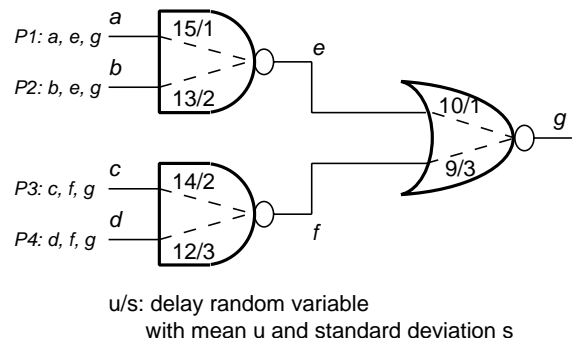 a
P1: a, e, g
15/1
e
b
P2: b, e, g
13/2
10/1
g
9/3
c
P3: c, f, g
14/2
d
P4: d, f, g
12/3
f
u/s: delay random variable
with mean u and standard deviation s